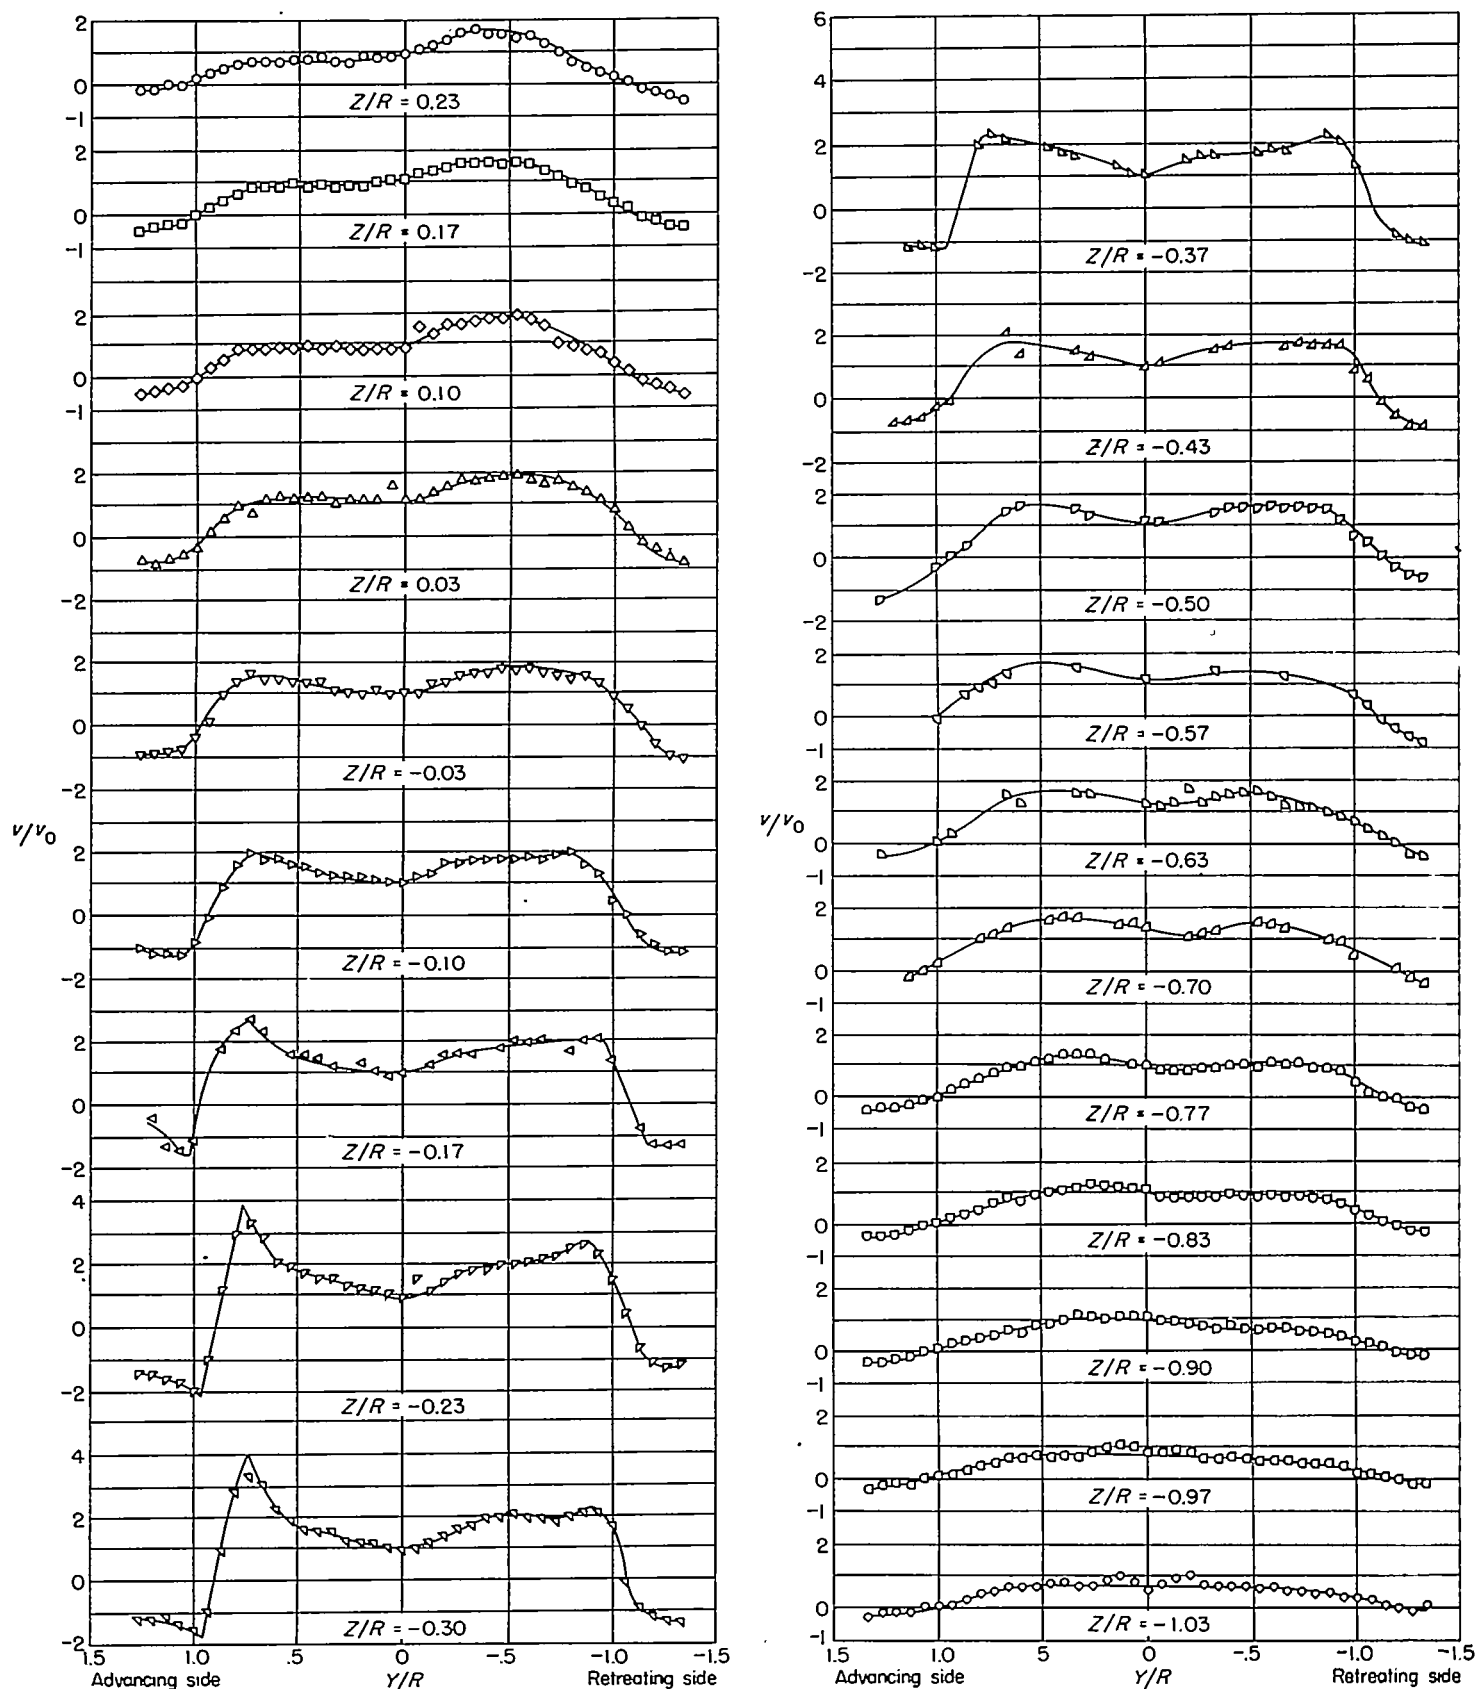 2
0
Z/R = 0.23
−1
2
0
Z/R = 0.17
−1
2
0
Z/R = 0.10
−1
2
0
Z/R = 0.03
−2
2
0
Z/R = −0.03
−2
v/v0
2
0
Z/R = −0.10
−2
2
0
Z/R = −0.17
−2
4
2
0
−2
Z/R = −0.23
4
2
0
Z/R = −0.30
−2
1.5 1.0 .5 0 −.5 −1.0 −1.5
Advancing side Y/R Retreating side
6
4
2
0
Z/R = −0.37
−2
2
0
Z/R = −0.43
−2
2
0
Z/R = −0.50
−2
2
0
Z/R = −0.57
−1
2
v/v0
0
Z/R = −0.63
−1
2
0
Z/R = −0.70
−1
2
0
Z/R = −0.77
−1
2
0
Z/R = −0.83
−1
2
0
Z/R = −0.90
−1
2
0
Z/R = −0.97
−1
2
0
Z/R = −1.03
−1
1.5 1.0 5 0 −.5 −1.0 −1.5
Advancing side Y/R Retreating side